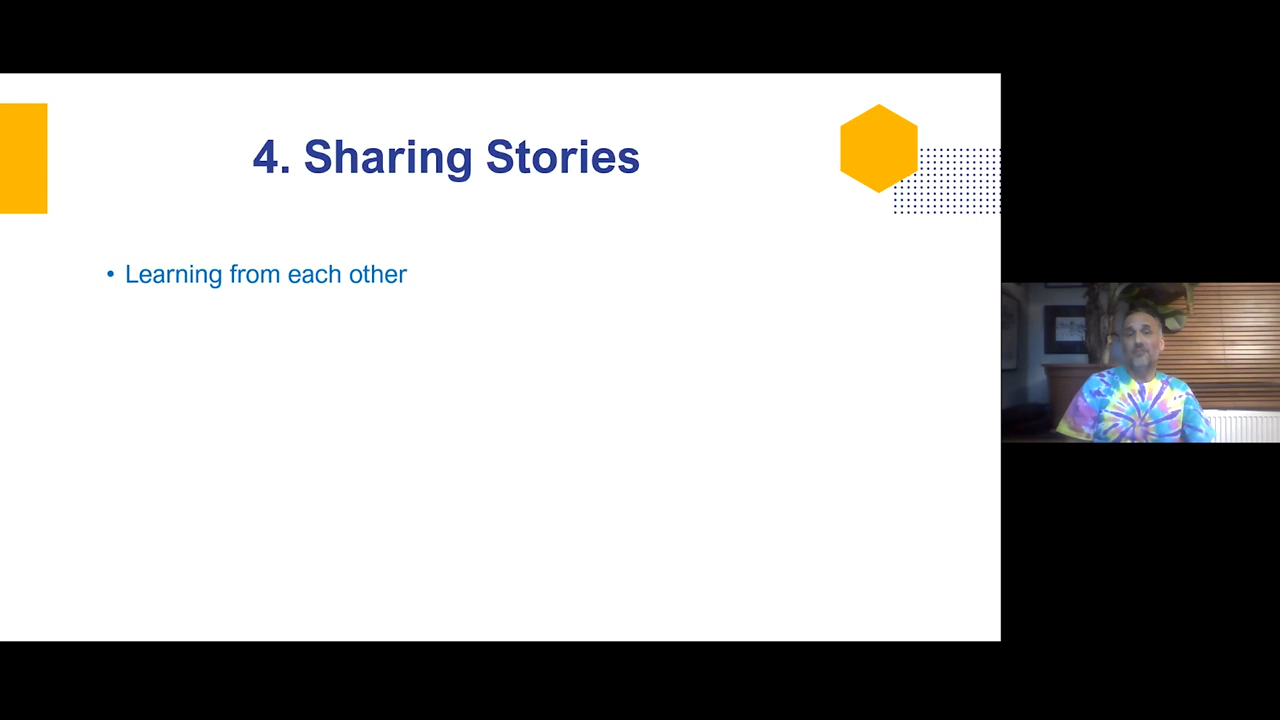 4. Sharing Stories
• Learning from each other